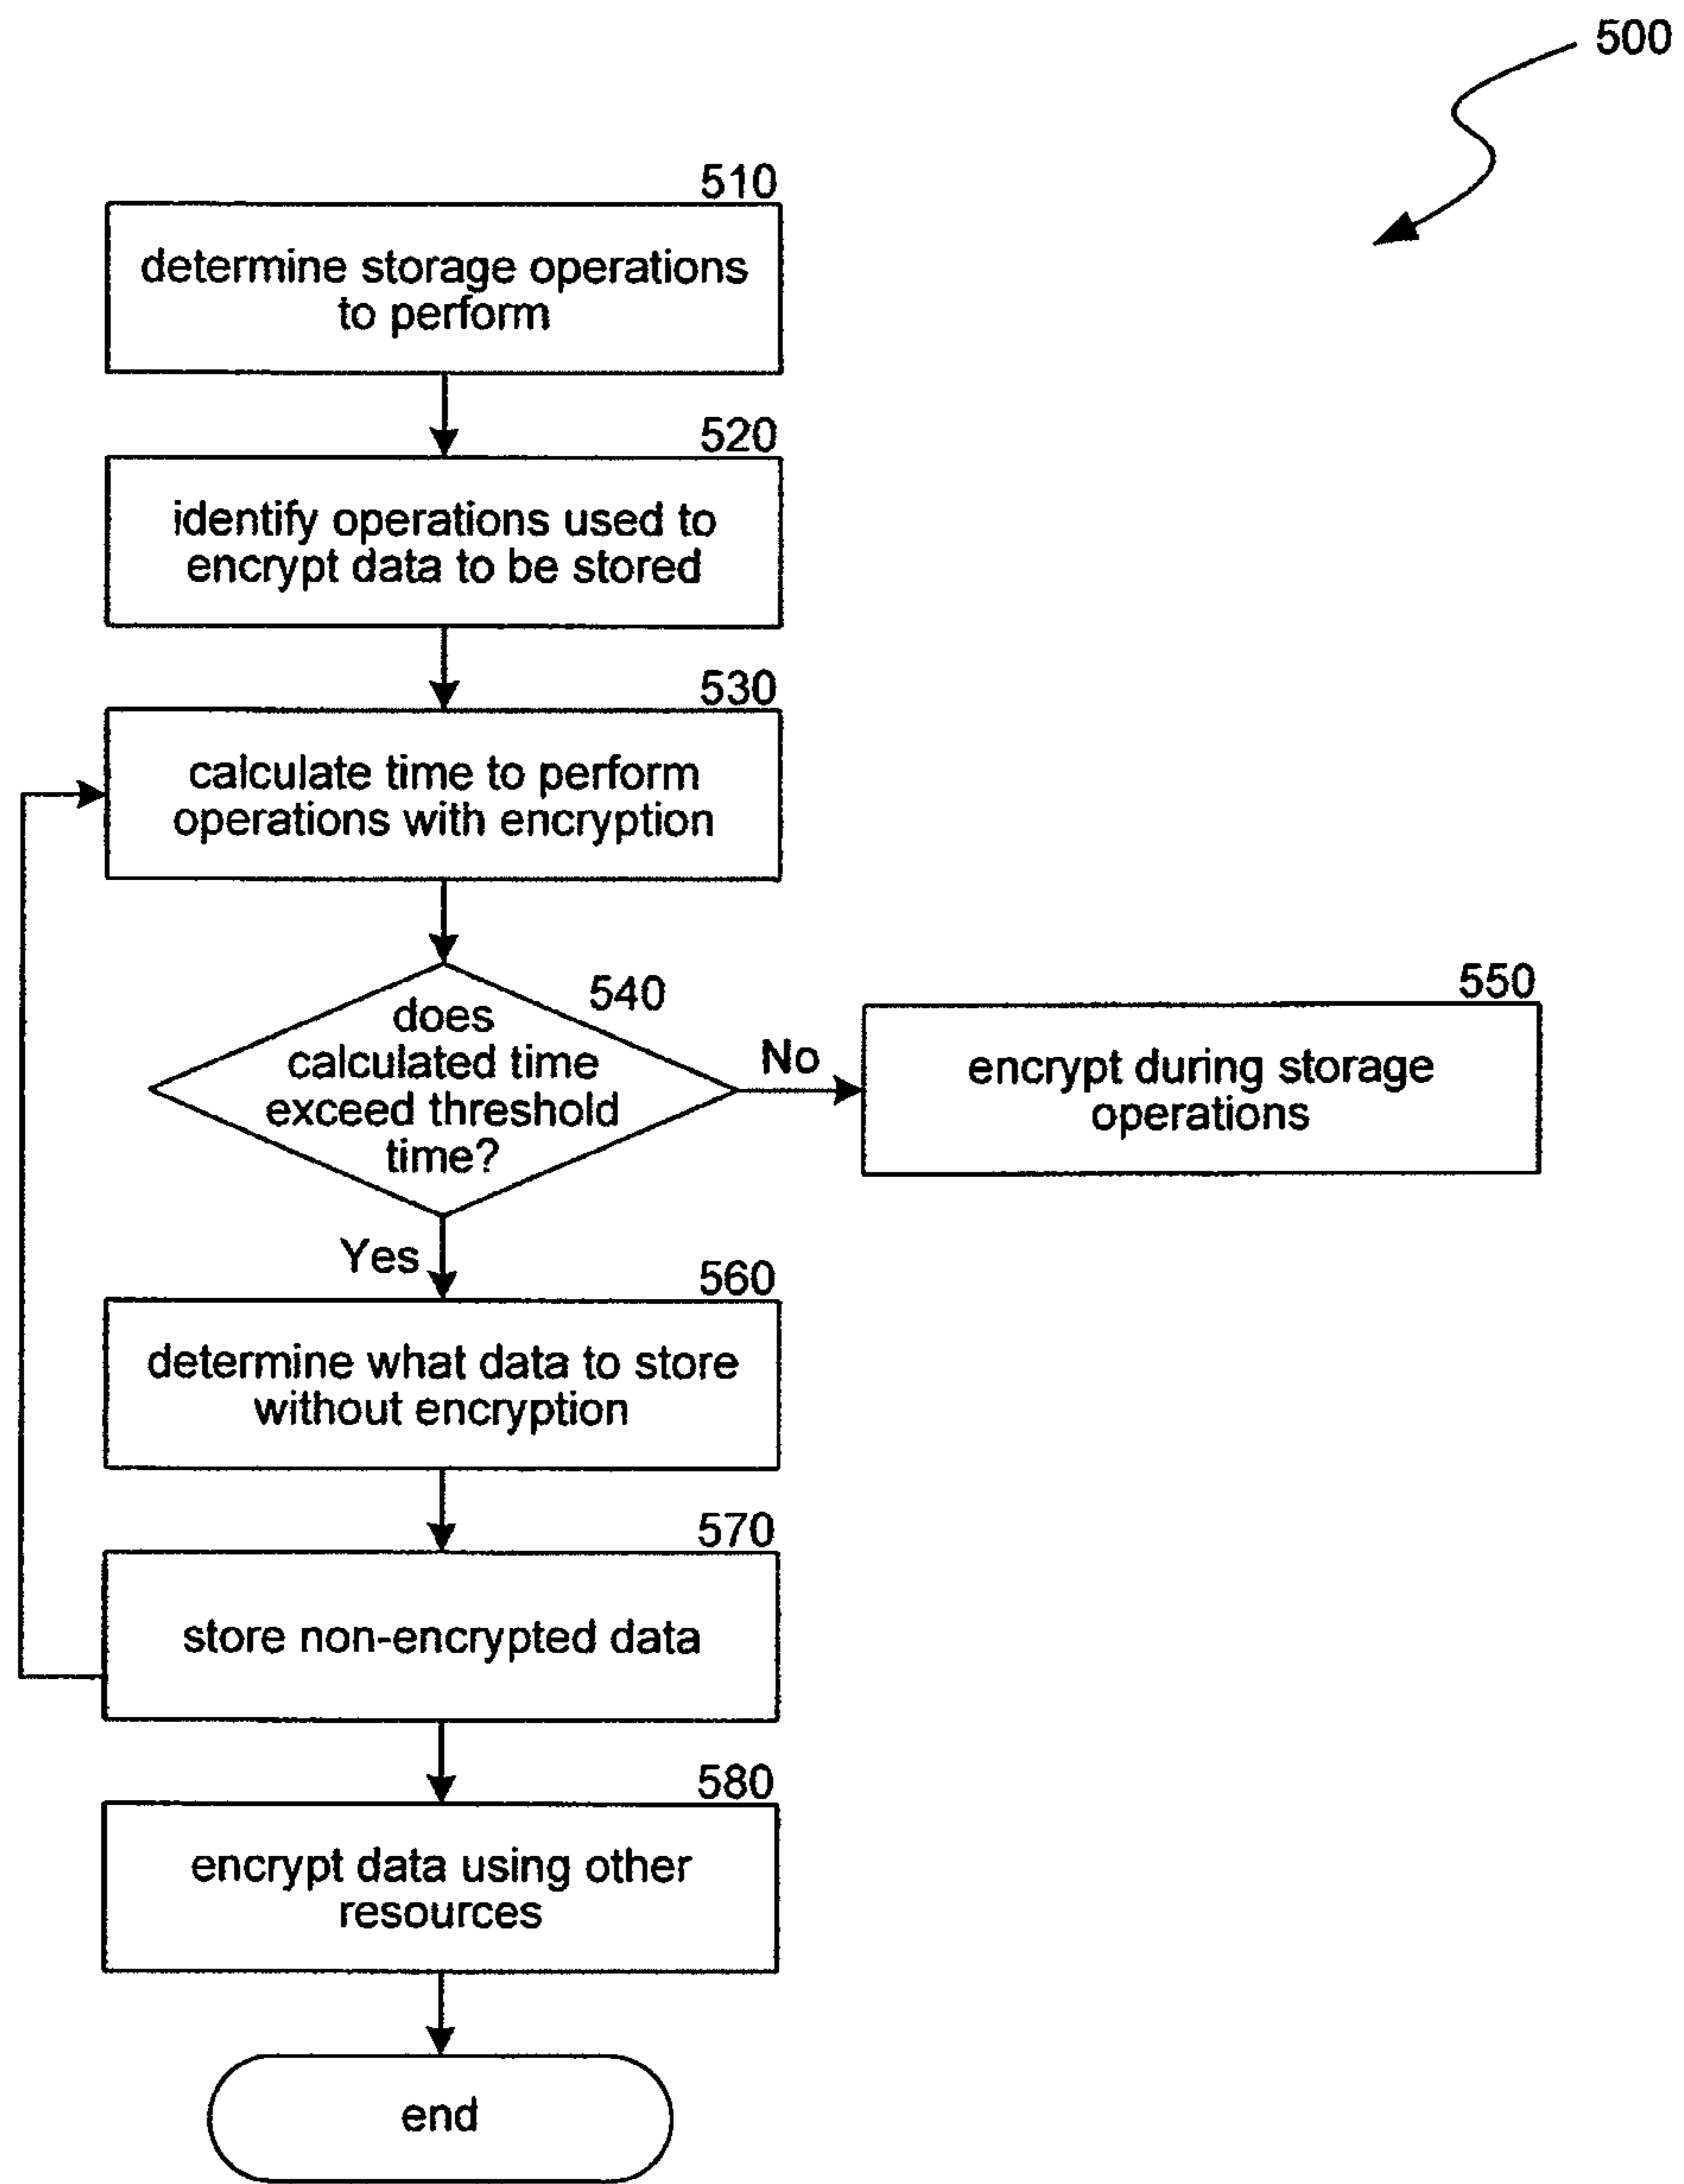 500
510
determine storage operations
to perform
520
identify operations used to
encrypt data to be stored
530
calculate time to perform
operations with encryption
540
does
calculated time
exceed threshold
time?
No
550
encrypt during storage
operations
Yes
560
determine what data to store
without encryption
570
store non-encrypted data
580
encrypt data using other
resources
end